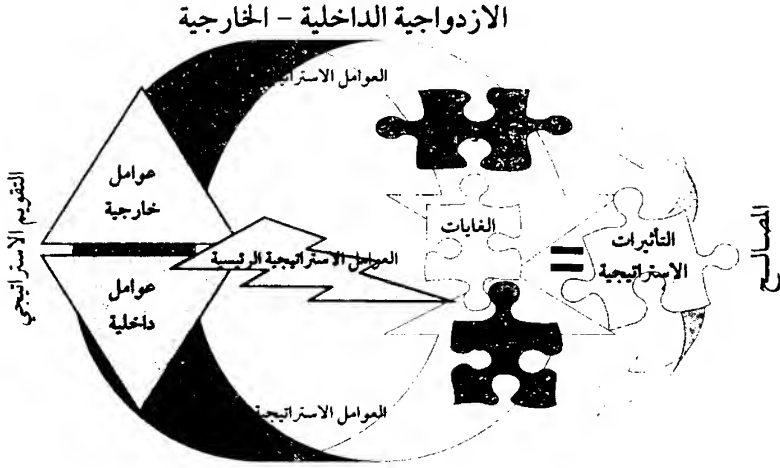 الازدواجية الداخلية – الخارجية
العوامل الاستراتيجية
عوامل
خارجية
التقويم الاستراتيجي
العوامل الاستراتيجية الرئيسية
الغايات
التأثيرات
الاستراتيجية
المصالح
عوامل
داخلية
العوامل الاستراتيجية